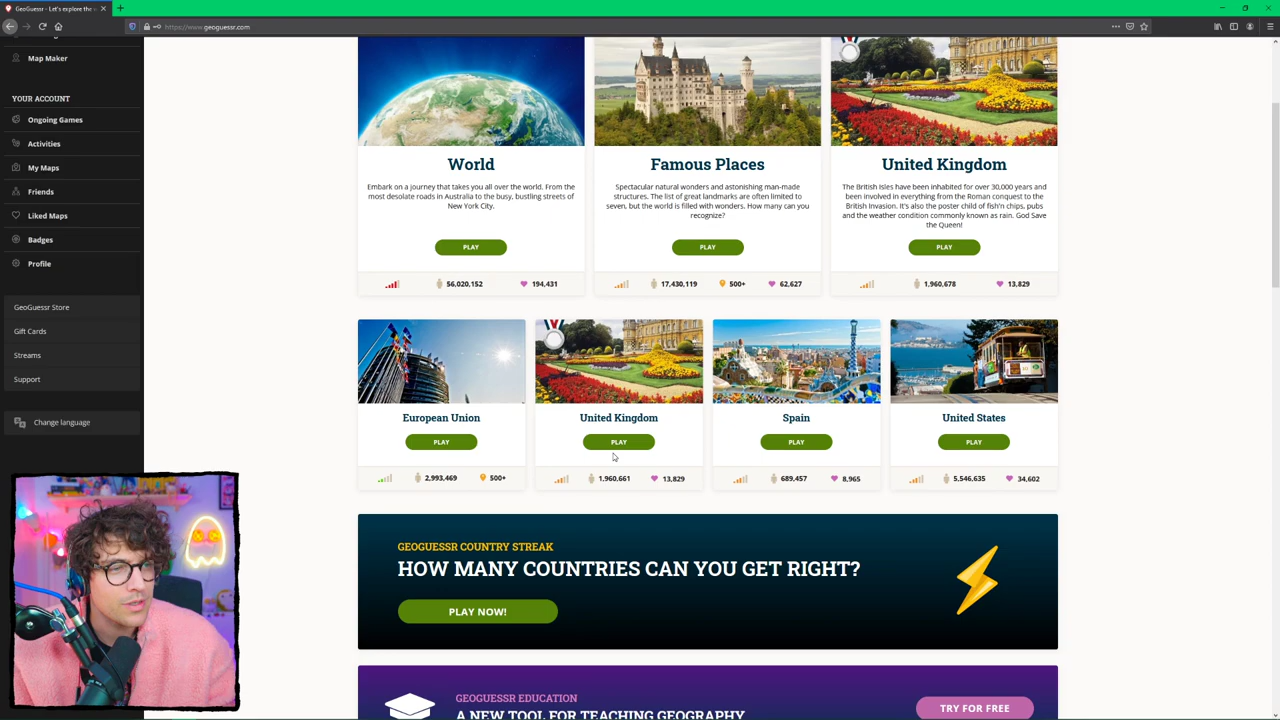 GeoGuessr - Let's explore the w
https://www.geoguessr.com
Map Maker
YOUR ACCOUNT
Ongoing Games
Activities
My Maps
Friends
Liked Maps
Badges
Profile
GeoGuessr Store
Gift Cards
Streams
Support
Change language
World
Embark on a journey that takes you all over the world. From the
most desolate roads in Australia to the busy, bustling streets of
New York City.
PLAY
56,020,152
194,431
Famous Places
Spectacular natural wonders and astonishing man-made
structures. The list of great landmarks are often limited to
seven, but the world is filled with wonders. How many can you
recognize?
PLAY
17,430,119
500+
62,627
United Kingdom
The British Isles have been inhabited for over 30,000 years and
been involved in everything from the Roman conquest to the
British Invasion. It's also the poster child of fish'n chips, pubs
and the weather condition commonly known as rain. God Save
the Queen!
PLAY
1,960,678
13,829
European Union
PLAY
2,993,469
500+
United Kingdom
PLAY
1,960,661
13,829
Spain
PLAY
689,457
8,965
United States
PLAY
5,546,635
34,602
GEOGUESSR COUNTRY STREAK
HOW MANY COUNTRIES CAN YOU GET RIGHT?
PLAY NOW!
GEOGUESSR EDUCATION
A NEW TOOL FOR TEACHING GEOGRAPHY
TRY FOR FREE